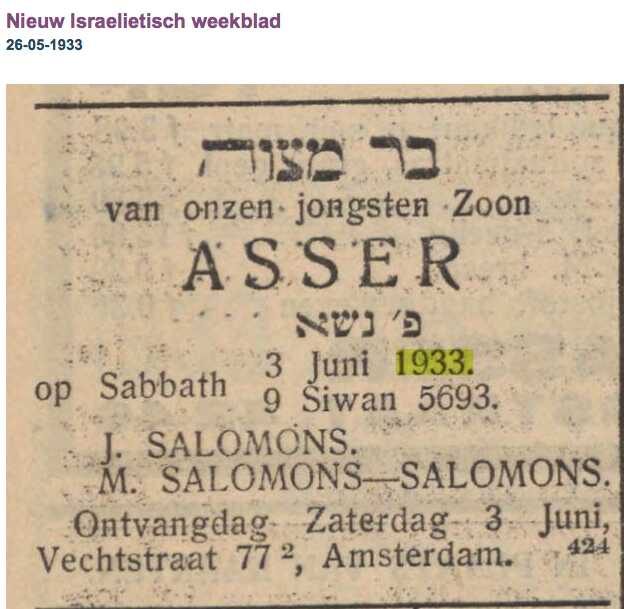 Nieuw Israelietisch weekblad
26-05-1933
בר מצוה
van onzen jongsten Zoon
ASSER
פ׳ נשא
op Sabbath 3 Juni 1933.
9 Siwan 5693.
J. SALOMONS.
M. SALOMONS—SALOMONS.
Ontvangdag Zaterdag 3 Juni,
Vechtstraat 77 ², Amsterdam. 424